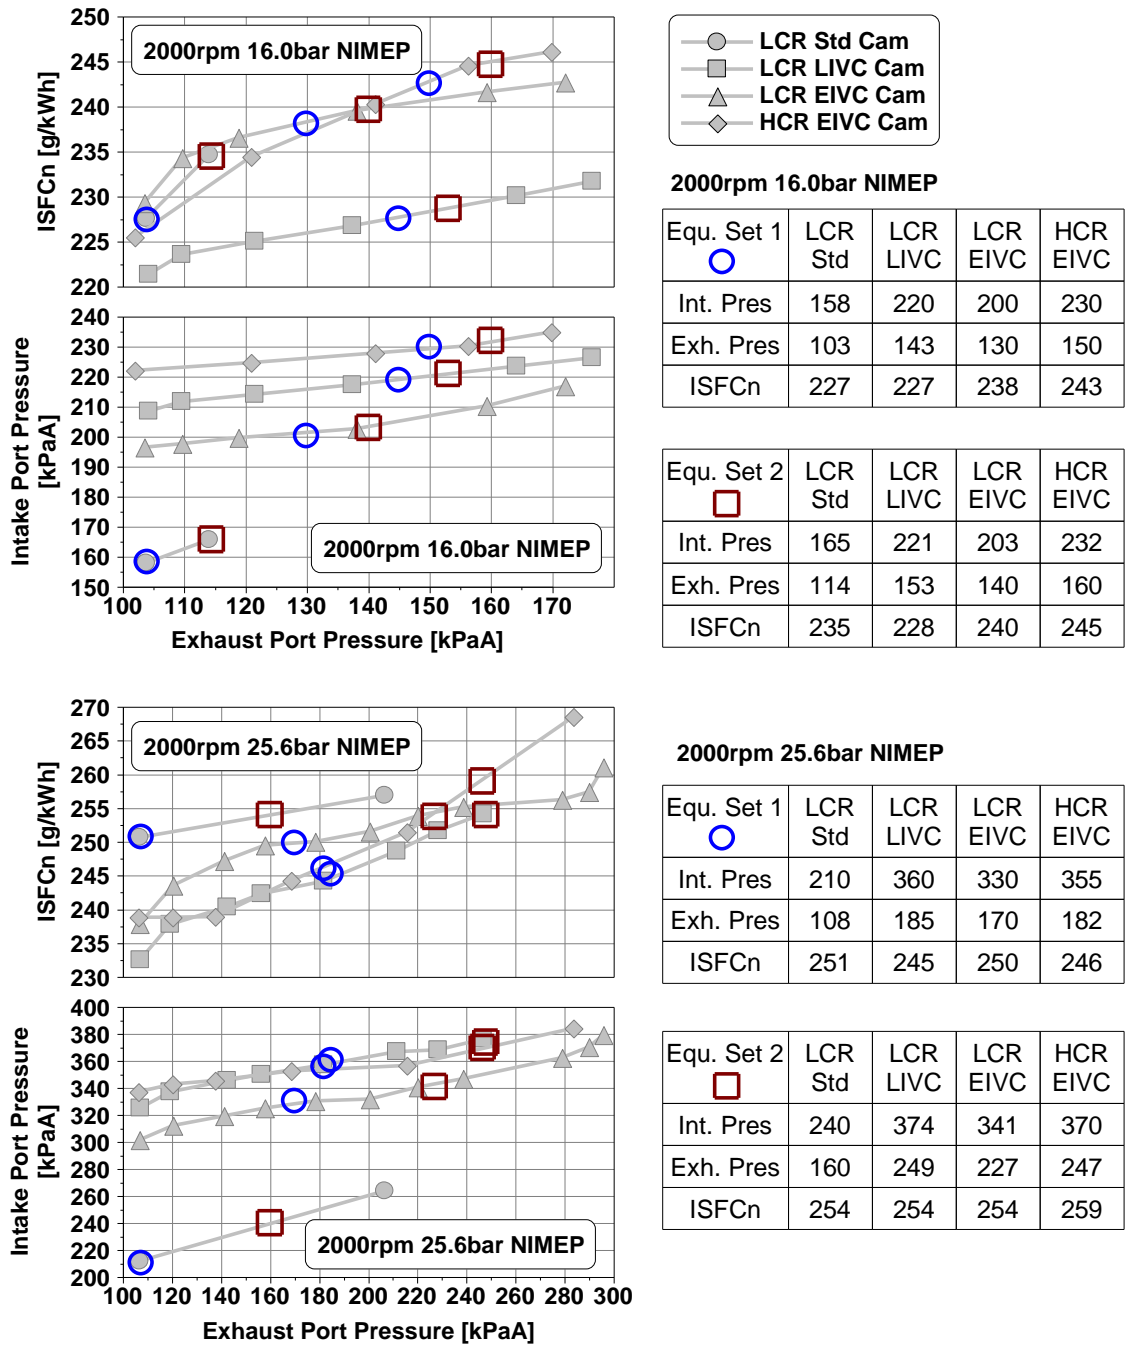 250
245
240
235
230
225
220
ISFCn [g/kWh]
2000rpm 16.0bar NIMEP
240
230
220
210
200
190
180
170
160
150
Intake Port Pressure
[kPaA]
2000rpm 16.0bar NIMEP
100 110 120 130 140 150 160 170
Exhaust Port Pressure [kPaA]
LCR Std Cam
LCR LIVC Cam
LCR EIVC Cam
HCR EIVC Cam
2000rpm 16.0bar NIMEP
Equ. Set 1 LCR LCR LCR HCR
Std LIVC EIVC EIVC
Int. Pres 158 220 200 230
Exh. Pres 103 143 130 150
ISFCn 227 227 238 243
Equ. Set 2 LCR LCR LCR HCR
Std LIVC EIVC EIVC
Int. Pres 165 221 203 232
Exh. Pres 114 153 140 160
ISFCn 235 228 240 245
270
265
260
255
250
245
240
235
230
ISFCn [g/kWh]
2000rpm 25.6bar NIMEP
400
380
360
340
320
300
280
260
240
220
200
Intake Port Pressure
[kPaA]
2000rpm 25.6bar NIMEP
100 120 140 160 180 200 220 240 260 280 300
Exhaust Port Pressure [kPaA]
2000rpm 25.6bar NIMEP
Equ. Set 1 LCR LCR LCR HCR
Std LIVC EIVC EIVC
Int. Pres 210 360 330 355
Exh. Pres 108 185 170 182
ISFCn 251 245 250 246
Equ. Set 2 LCR LCR LCR HCR
Std LIVC EIVC EIVC
Int. Pres 240 374 341 370
Exh. Pres 160 249 227 247
ISFCn 254 254 254 259